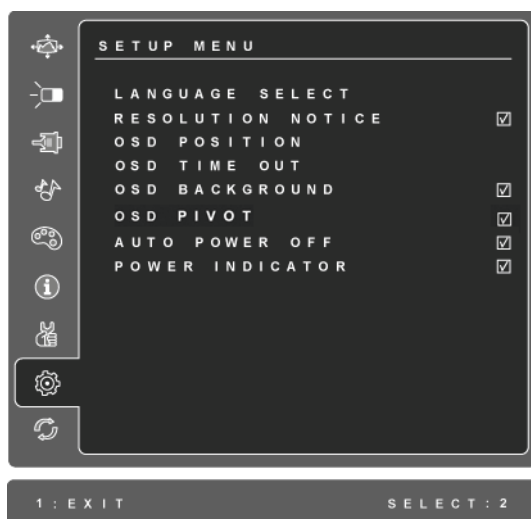 SETUP MENU
LANGUAGE SELECT
RESOLUTION NOTICE
OSD POSITION
OSD TIME OUT
OSD BACKGROUND
OSD PIVOT
AUTO POWER OFF
POWER INDICATOR
1:EXIT SELECT:2